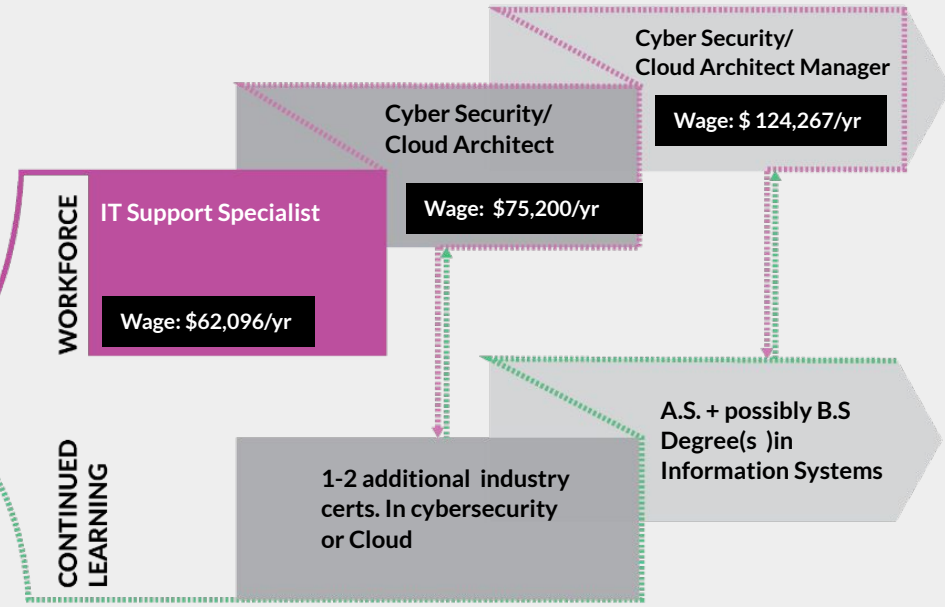 Cyber Security/
Cloud Architect Manager
Wage: $ 124,267/yr
Cyber Security/
Cloud Architect
Wage:  $75,200/yr
WORKFORCE
IT Support Specialist
Wage: $62,096/yr
CONTINUED
LEARNING
1-2 additional  industry
certs. In cybersecurity
or Cloud
A.S. + possibly B.S
Degree(s  )in
Information Systems